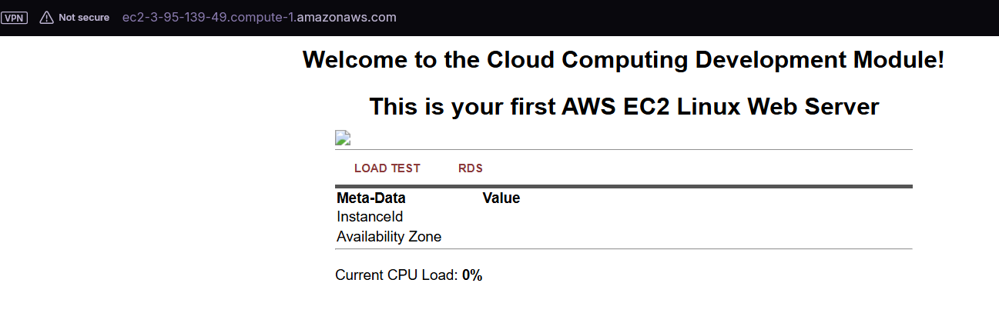 VPN Not secure ec2-3-95-139-49.compute-1.amazonaws.com
Welcome to the Cloud Computing Development Module!
This is your first AWS EC2 Linux Web Server
LOAD TEST RDS
Meta-Data Value
InstanceId
Availability Zone
Current CPU Load: 0%